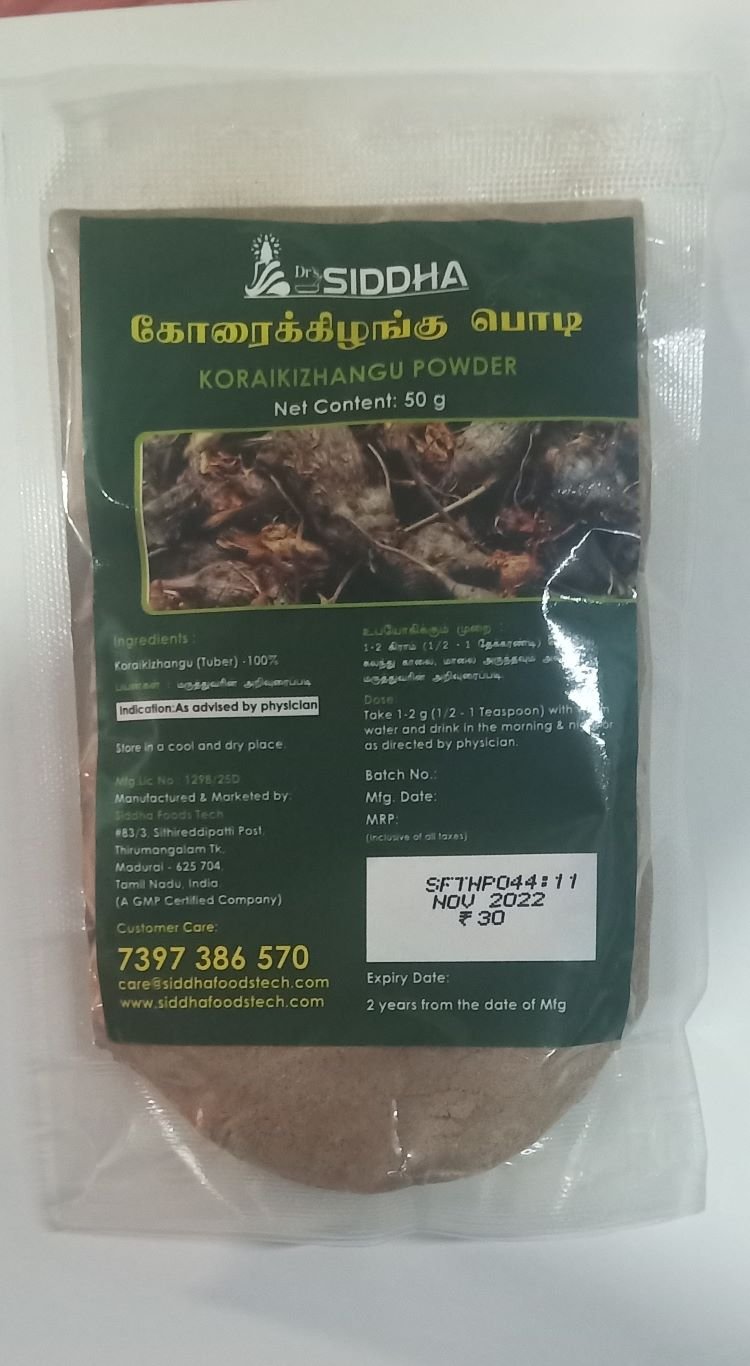 Dr's SIDDHA
கோரைக்கிழங்கு பொடி
KORAIKIZHANGU POWDER
Net Content: 50 g
Ingredients :
Koraikizhangu (Tuber) -100%
பயன்கள் : மருத்துவரின் அறிவுரைப்படி
Indication:As advised by physician
Store in a cool and dry place.
Mfg.Lic No : 1298/25D
Manufactured & Marketed by:
Siddha Foods Tech
#83/3, Sithireddipatti Post,
Thirumangalam Tk,
Madurai - 625 704,
Tamil Nadu, India
(A GMP Certified Company)
Customer Care:
7397 386 570
care@siddhafoodstech.com
www.siddhafoodstech.com
உபயோகிக்கும் முறை :
1-2 கிராம் (1/2 - 1 தேக்கரண்டி)
கலந்து காலை, மாலை அருந்தவும்
மருத்துவரின் அறிவுரைப்படி
Dose:
Take 1-2 g (1/2 - 1 Teaspoon) with
water and drink in the morning & or
as directed by physician.
Batch No.:
Mfg. Date:
MRP:
(Inclusive of all taxes)
SFTHP044:11
NOV 2022
₹ 30
Expiry Date:
2 years from the date of Mfg